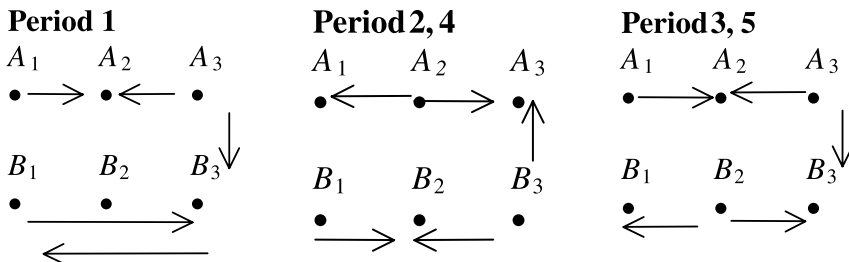 Period 1 Period 2, 4 Period 3, 5
A1 A2 A3 A1 A2 A3 A1 A2 A3
B1 B2 B3 B1 B2 B3 B1 B2 B3